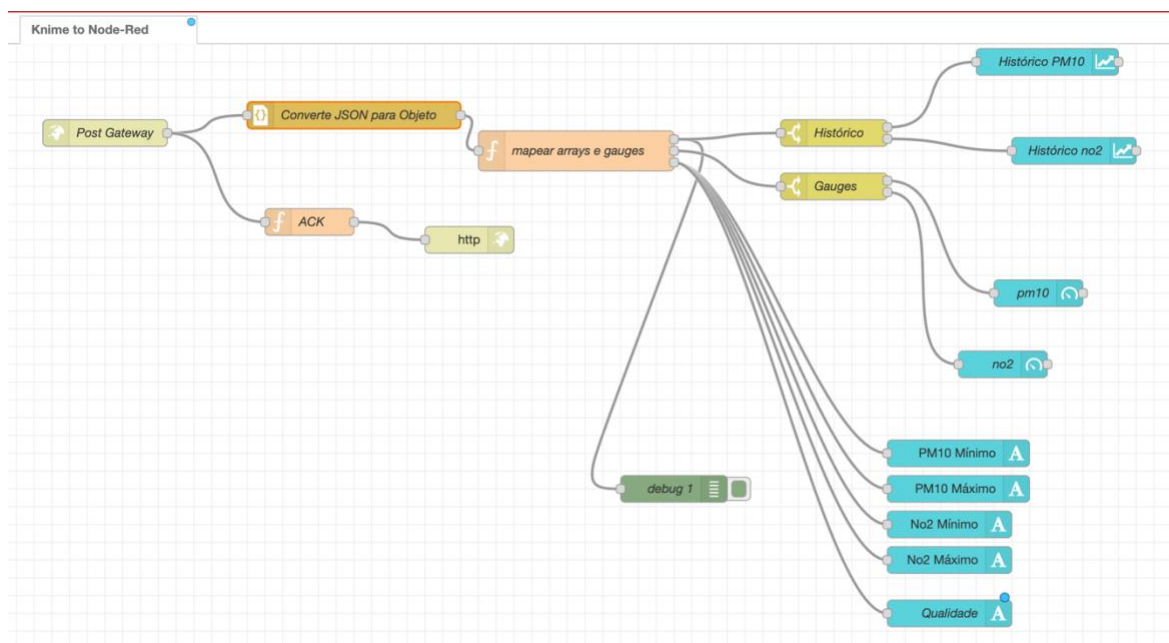 Knime to Node-Red
Histórico PM10
Converte JSON para Objeto
Post Gateway
Histórico
mapear arrays e gauges
Histórico no2
Gauges
ACK
http
pm10
no2
PM10 Mínimo
debug 1
PM10 Máximo
No2 Mínimo
No2 Máximo
Qualidade